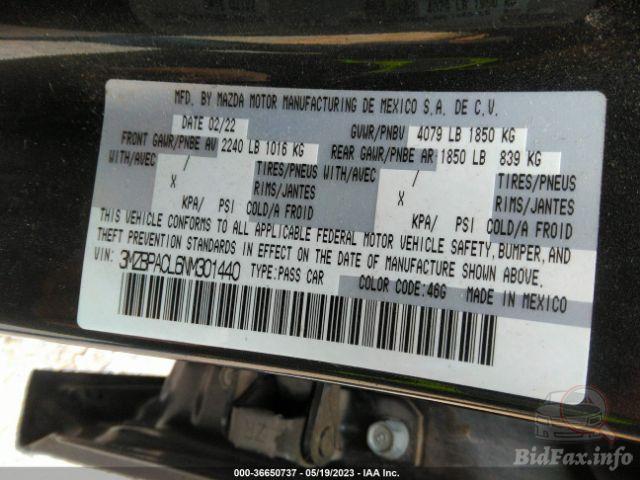 MFD. BY MAZDA MOTOR MANUFACTURING DE MEXICO S.A. DE C.V.
DATE 02/22 GVWR/PNBV 4079 LB 1850 KG
FRONT GAWR/PNBE AV 2240 LB 1016 KG REAR GAWR/PNBE AR 1850 LB 839 KG
WITH/AVEC / TIRES/PNEUS WITH/AVEC / TIRES/PNEUS
X RIMS/JANTES X RIMS/JANTES
KPA/ PSI COLD/A FROID KPA/ PSI COLD/A FROID
THIS VEHICLE CONFORMS TO ALL APPLICABLE FEDERAL MOTOR VEHICLE SAFETY, BUMPER, AND
THEFT PREVENTION STANDARDS IN EFFECT ON THE DATE OF MANUFACTURE SHOWN ABOVE.
VIN: 3MZBPAOL6NM301440 TYPE:PASS CAR COLOR CODE:46G MADE IN MEXICO
000-36650737 - 05/19/2023 - IAA Inc.
BidFax.info